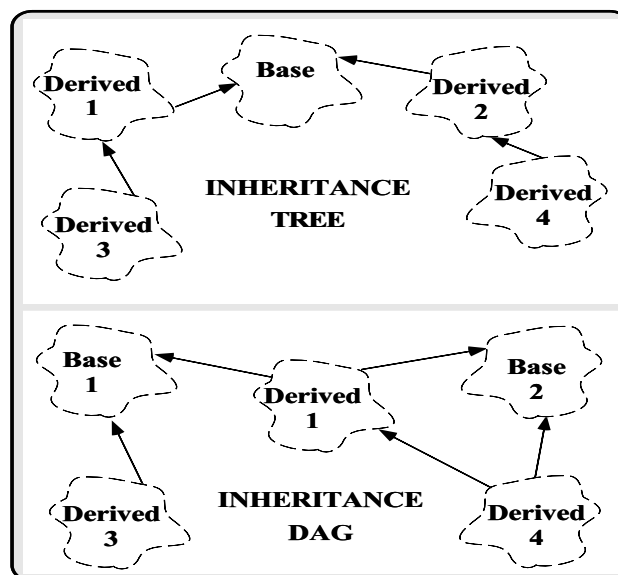 Derived
1
Base
Derived
2
INHERITANCE
TREE
Derived
3
Derived
4
Base
1
Derived
1
Base
2
Derived
3
INHERITANCE
DAG
Derived
4